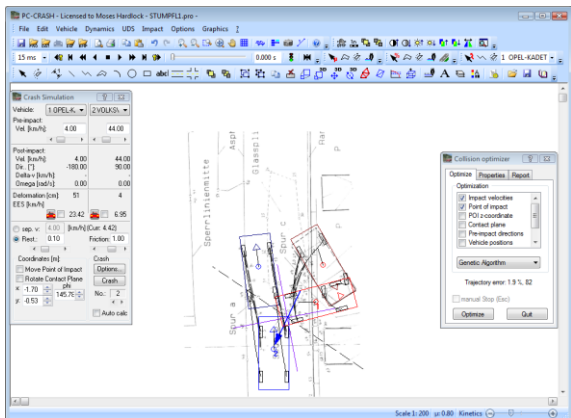 PC-CRASH - Licensed to Moses Hardlock - STUMPFL1.pro -
File Edit Vehicle Dynamics UDS Impact Options Graphics ?
15 ms 0.000 s 1 OPEL-KADET
abc 3D A
Crash Simulation
Vehicle: 1 OPEL-K. 2 VOLKS\
Pre-impact:
Vel. [km/h]: 4.00 44.00
Post-impact:
Vel. [km/h]: 4.00 44.00
Dir. [°] -180.00 90.00
Delta-v [km/h] - -
Omega [rad/s]: 0.00 0.00
Deformation [cm] 51 4
EES [km/h]
23.42 6.95
sep. v: 4.00 [km/h] (Cur: 4.42)
Rest.: 0.10 Friction: 1.00
Coordinates [m] Crash
Move Point of Impact Options...
Rotate Contact Plane
phi
x: -1.70 145.7 Crash
y: -0.53 No.: 2
Auto calc
Asph
Glasspli
Ran
Sperrlinienmitte
Spur c
Spur a
Collision optimizer
Optimize Properties Report
Optimization
Impact velocities
Point of impact
POI z-coordinate
Contact plane
Pre-impact directions
Vehicle positions
Genetic Algorithm
Trajectory error: 1.9 %, 82
manual Stop (Esc)
Optimize Quit
Scale 1: 200 µ: 0.80 Kinetics